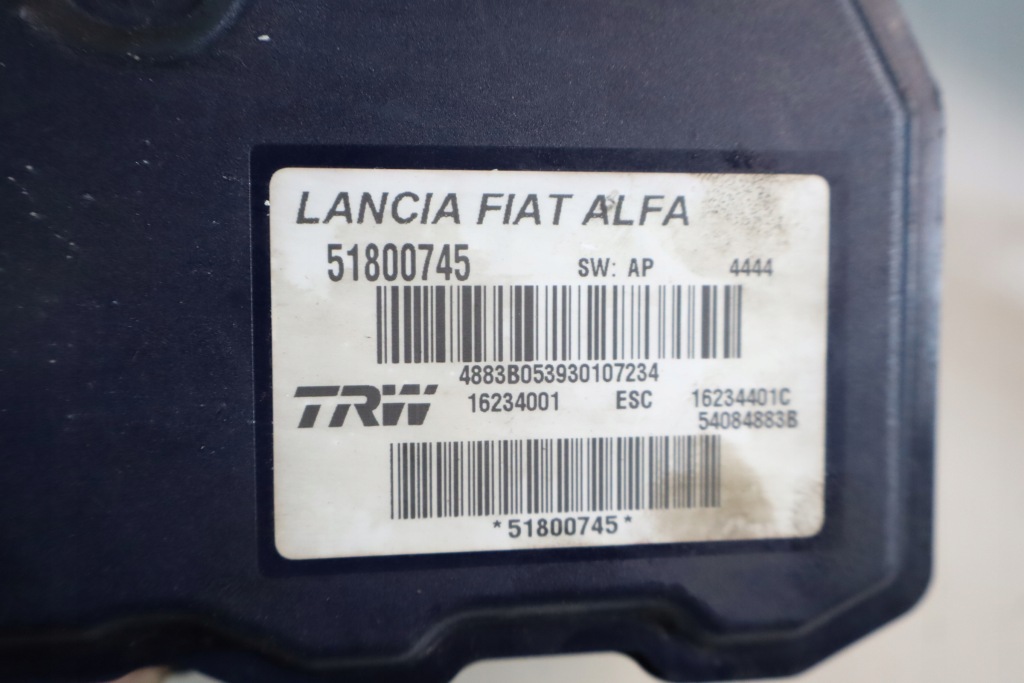 LANCIA FIAT ALFA
51800745 SW: AP 4444
4883B053930107234
TRW 16234001 ESC 16234401C
54084883B
*51800745*